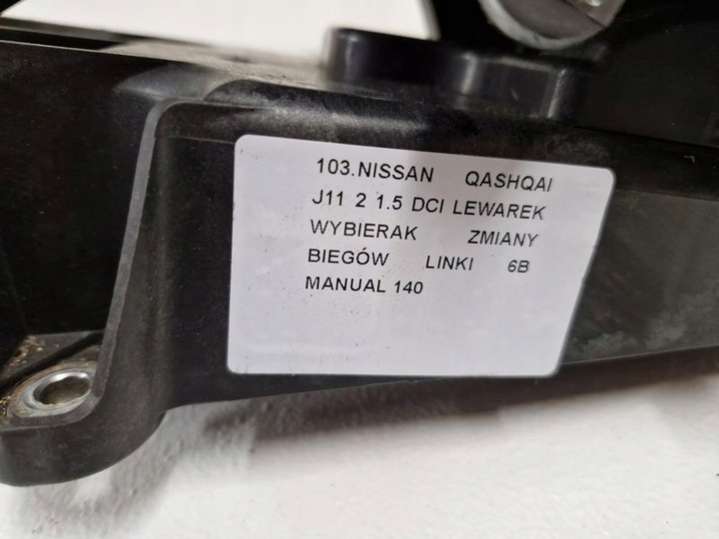 103.NISSAN QASHQAI
J11 2 1.5 DCI LEWAREK
WYBIERAK ZMIANY
BIEGÓW LINKI 6B
MANUAL 140